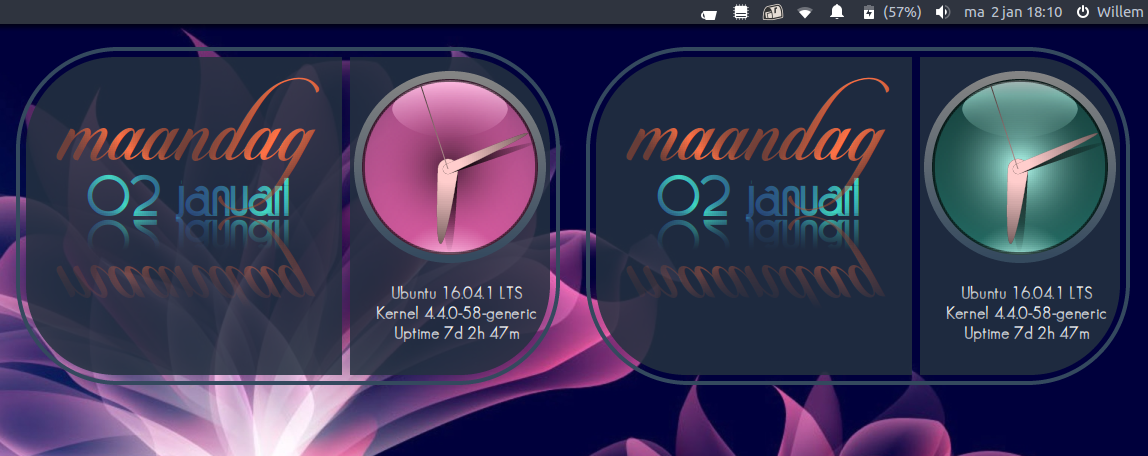 (57%) ma 2 jan 18:10 Willem
maandag
02 januari
Ubuntu 16.04.1 LTS
Kernel 4.4.0-58-generic
Uptime 7d 2h 47m
maandag
02 januari
Ubuntu 16.04.1 LTS
Kernel 4.4.0-58-generic
Uptime 7d 2h 47m